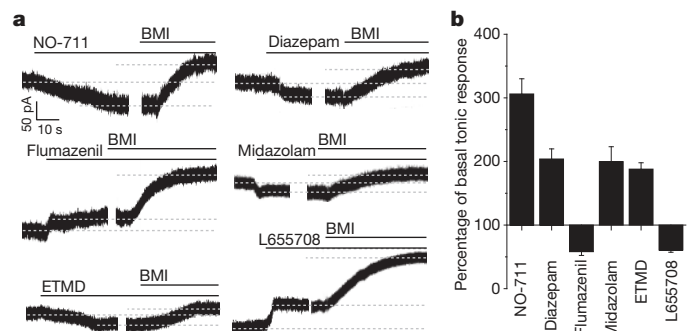 a
NO-711
BMI
50 pA
10 s
Diazepam
BMI
Flumazenil
BMI
Midazolam
BMI
ETMD
BMI
L655708
BMI
b
Percentage of basal tonic response
400
300
200
100
0
NO-711
Diazepam
Flumazenil
Midazolam
ETMD
L655708